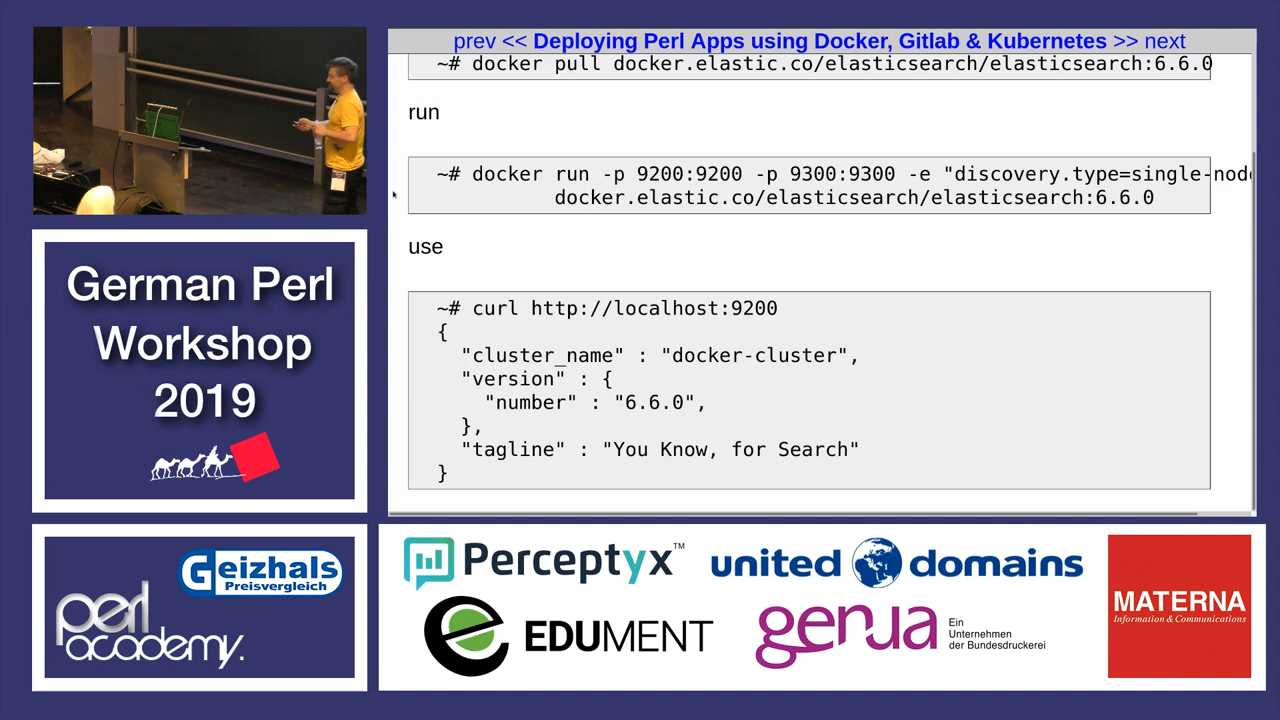 prev << Deploying Perl Apps using Docker, Gitlab & Kubernetes >> next
~# docker pull docker.elastic.co/elasticsearch/elasticsearch:6.6.0
run
~# docker run -p 9200:9200 -p 9300:9300 -e "discovery.type=single-node
docker.elastic.co/elasticsearch/elasticsearch:6.6.0
use
~# curl http://localhost:9200
{
"cluster_name" : "docker-cluster",
"version" : {
"number" : "6.6.0",
},
"tagline" : "You Know, for Search"
}
German Perl
Workshop
2019
Geizhals
Preisvergleich
perl
academy.
Perceptyx™
united domains
EDUMENT
genua
Ein
Unternehmen
der Bundesdruckerei
MATERNA
Information & Communications